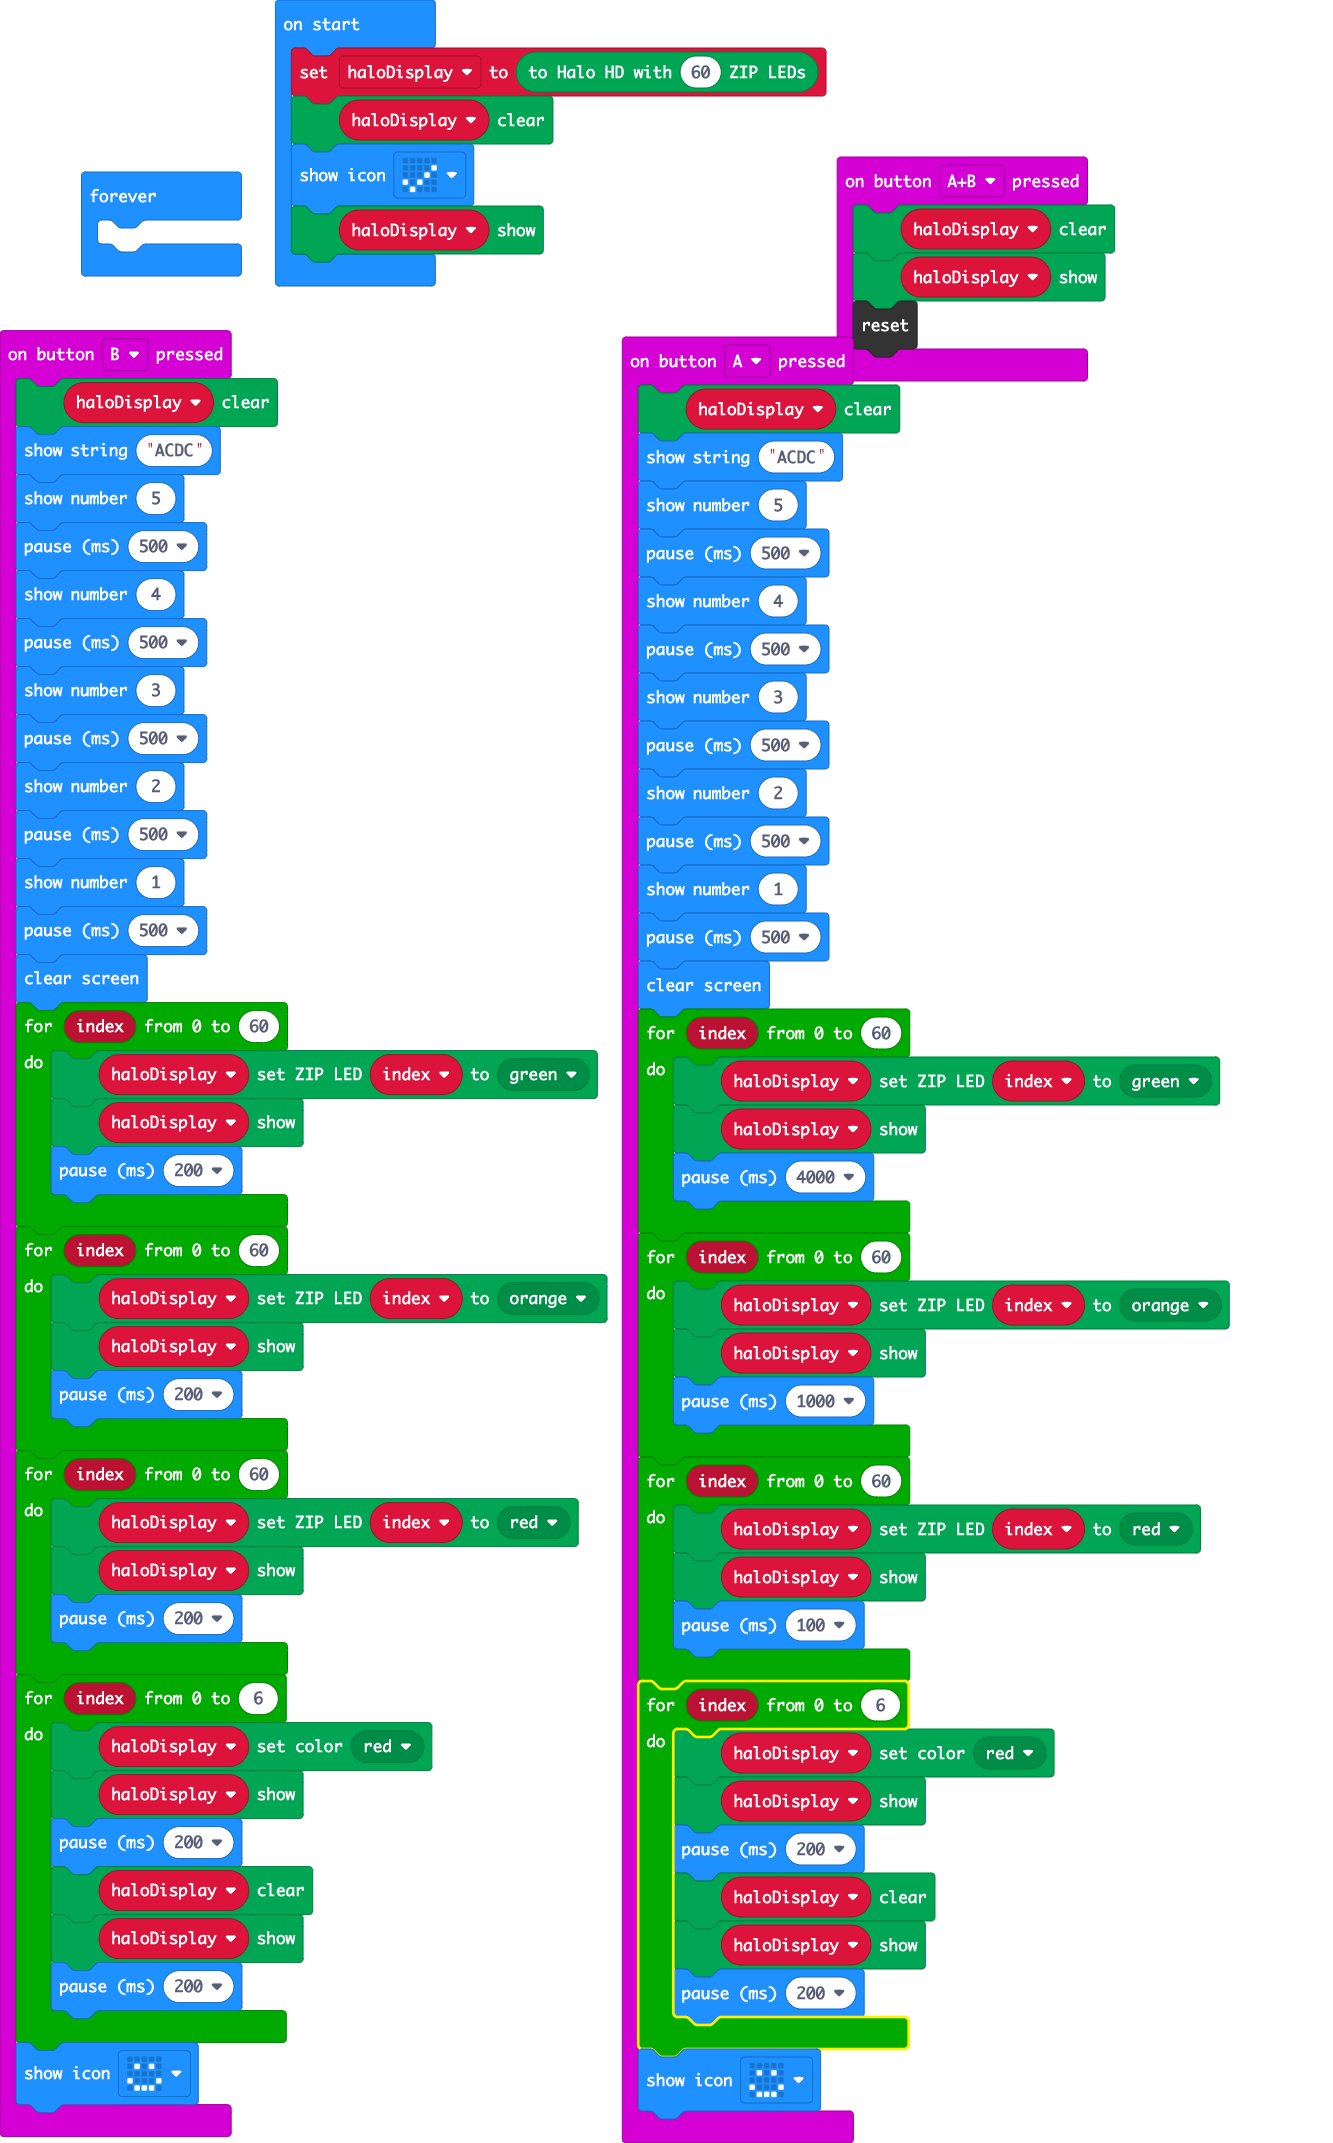 on start
set haloDisplay to to Halo HD with 60 ZIP LEDs
haloDisplay clear
show icon
haloDisplay show
forever
on button A+B pressed
haloDisplay clear
haloDisplay show
reset
on button B pressed
haloDisplay clear
show string "ACDC"
show number 5
pause (ms) 500
show number 4
pause (ms) 500
show number 3
pause (ms) 500
show number 2
pause (ms) 500
show number 1
pause (ms) 500
clear screen
for index from 0 to 60
do
haloDisplay set ZIP LED index to green
haloDisplay show
pause (ms) 200
for index from 0 to 60
do
haloDisplay set ZIP LED index to orange
haloDisplay show
pause (ms) 200
for index from 0 to 60
do
haloDisplay set ZIP LED index to red
haloDisplay show
pause (ms) 200
for index from 0 to 6
do
haloDisplay set color red
haloDisplay show
pause (ms) 200
haloDisplay clear
haloDisplay show
pause (ms) 200
show icon
on button A pressed
haloDisplay clear
show string "ACDC"
show number 5
pause (ms) 500
show number 4
pause (ms) 500
show number 3
pause (ms) 500
show number 2
pause (ms) 500
show number 1
pause (ms) 500
clear screen
for index from 0 to 60
do
haloDisplay set ZIP LED index to green
haloDisplay show
pause (ms) 4000
for index from 0 to 60
do
haloDisplay set ZIP LED index to orange
haloDisplay show
pause (ms) 1000
for index from 0 to 60
do
haloDisplay set ZIP LED index to red
haloDisplay show
pause (ms) 100
for index from 0 to 6
do
haloDisplay set color red
haloDisplay show
pause (ms) 200
haloDisplay clear
haloDisplay show
pause (ms) 200
show icon